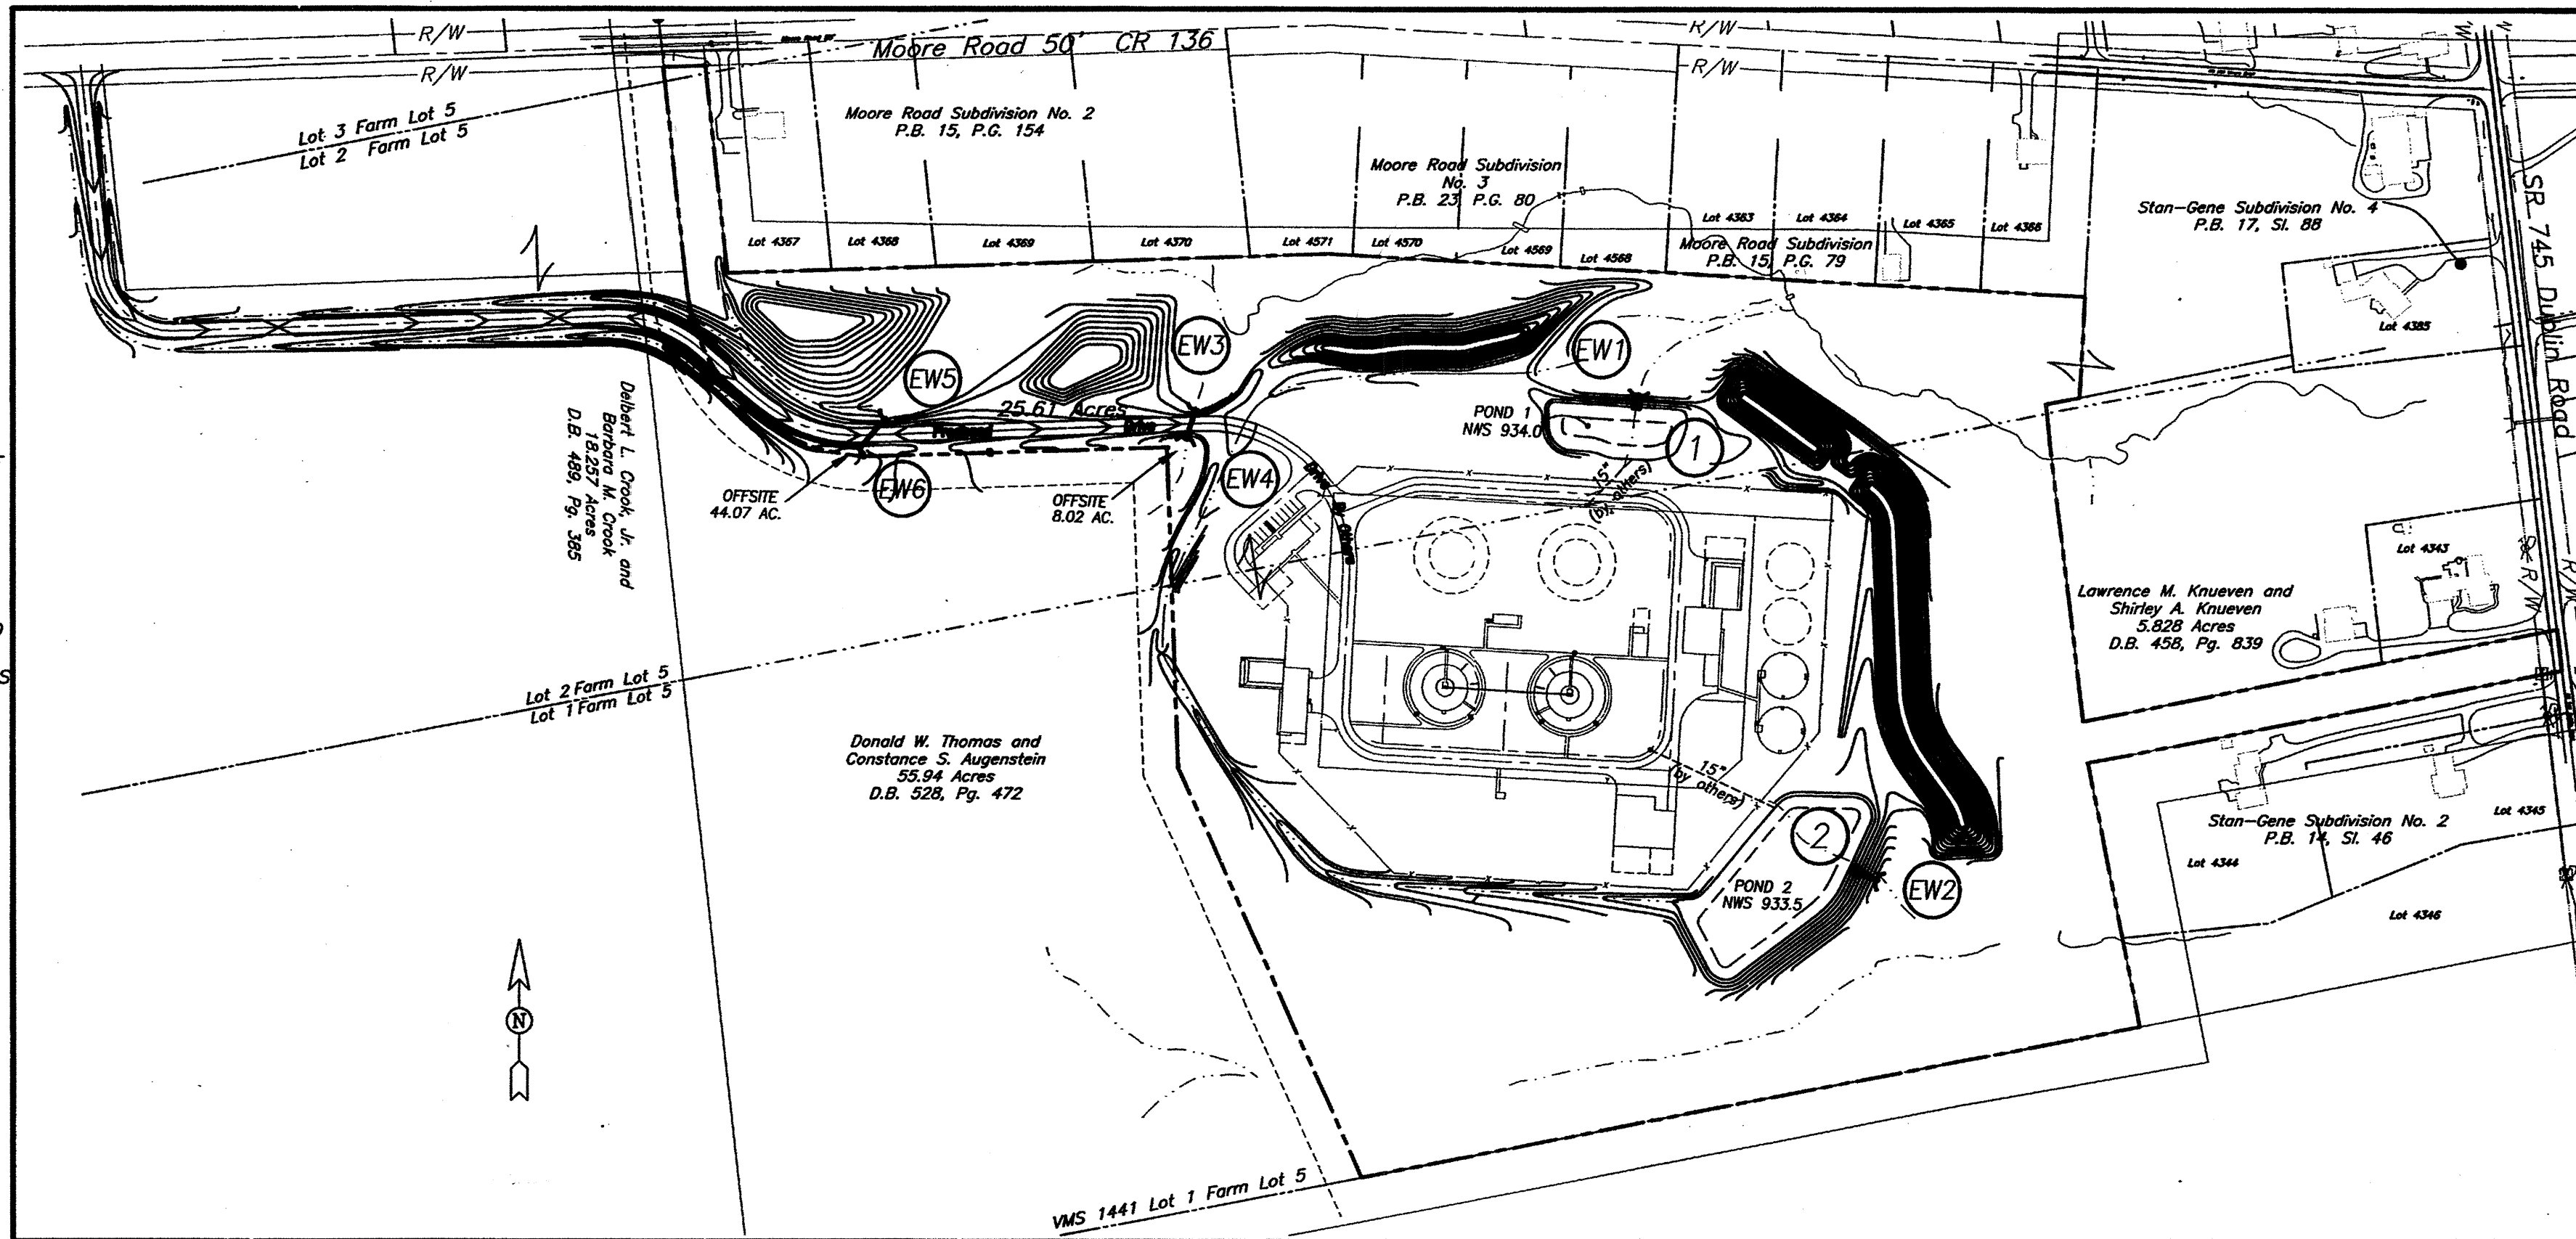 R/W
R/W
Moore Road 50' CR 136
R/W
R/W
Lot 3 Farm Lot 5
Lot 2 Farm Lot 5
Moore Road Subdivision No. 2
P.B. 15, P.G. 154
Moore Road Subdivision
No. 3
P.B. 23, P.G. 80
Lot 4367
Lot 4368
Lot 4369
Lot 4370
Lot 4571
Lot 4570
Lot 4569
Lot 4568
Lot 4363
Lot 4364
Lot 4365
Lot 4366
Moore Road Subdivision
P.B. 15, P.G. 79
Stan-Gene Subdivision No. 4
P.B. 17, Sl. 88
SR 745 Dublin Road
Lot 4385
EW5
EW3
EW1
25.61 Acres
Drive
POND 1
NWS 934.0
1
15"
(by others)
EW6
EW4
OFFSITE
44.07 AC.
OFFSITE
8.02 AC.
Drive By Others
Delbert L. Crook, Jr. and
Barbara M. Crook
18.257 Acres
D.B. 489, Pg. 385
Lot 4343
R/W
R/W
Lawrence M. Knueven and
Shirley A. Knueven
5.828 Acres
D.B. 458, Pg. 839
Lot 2 Farm Lot 5
Lot 1 Farm Lot 5
Donald W. Thomas and
Constance S. Augenstein
55.94 Acres
D.B. 528, Pg. 472
15"
(by others)
2
POND 2
NWS 933.5
EW2
Stan-Gene Subdivision No. 2
P.B. 14, Sl. 46
Lot 4345
Lot 4344
Lot 4346
N
VMS 1441 Lot 1 Farm Lot 5